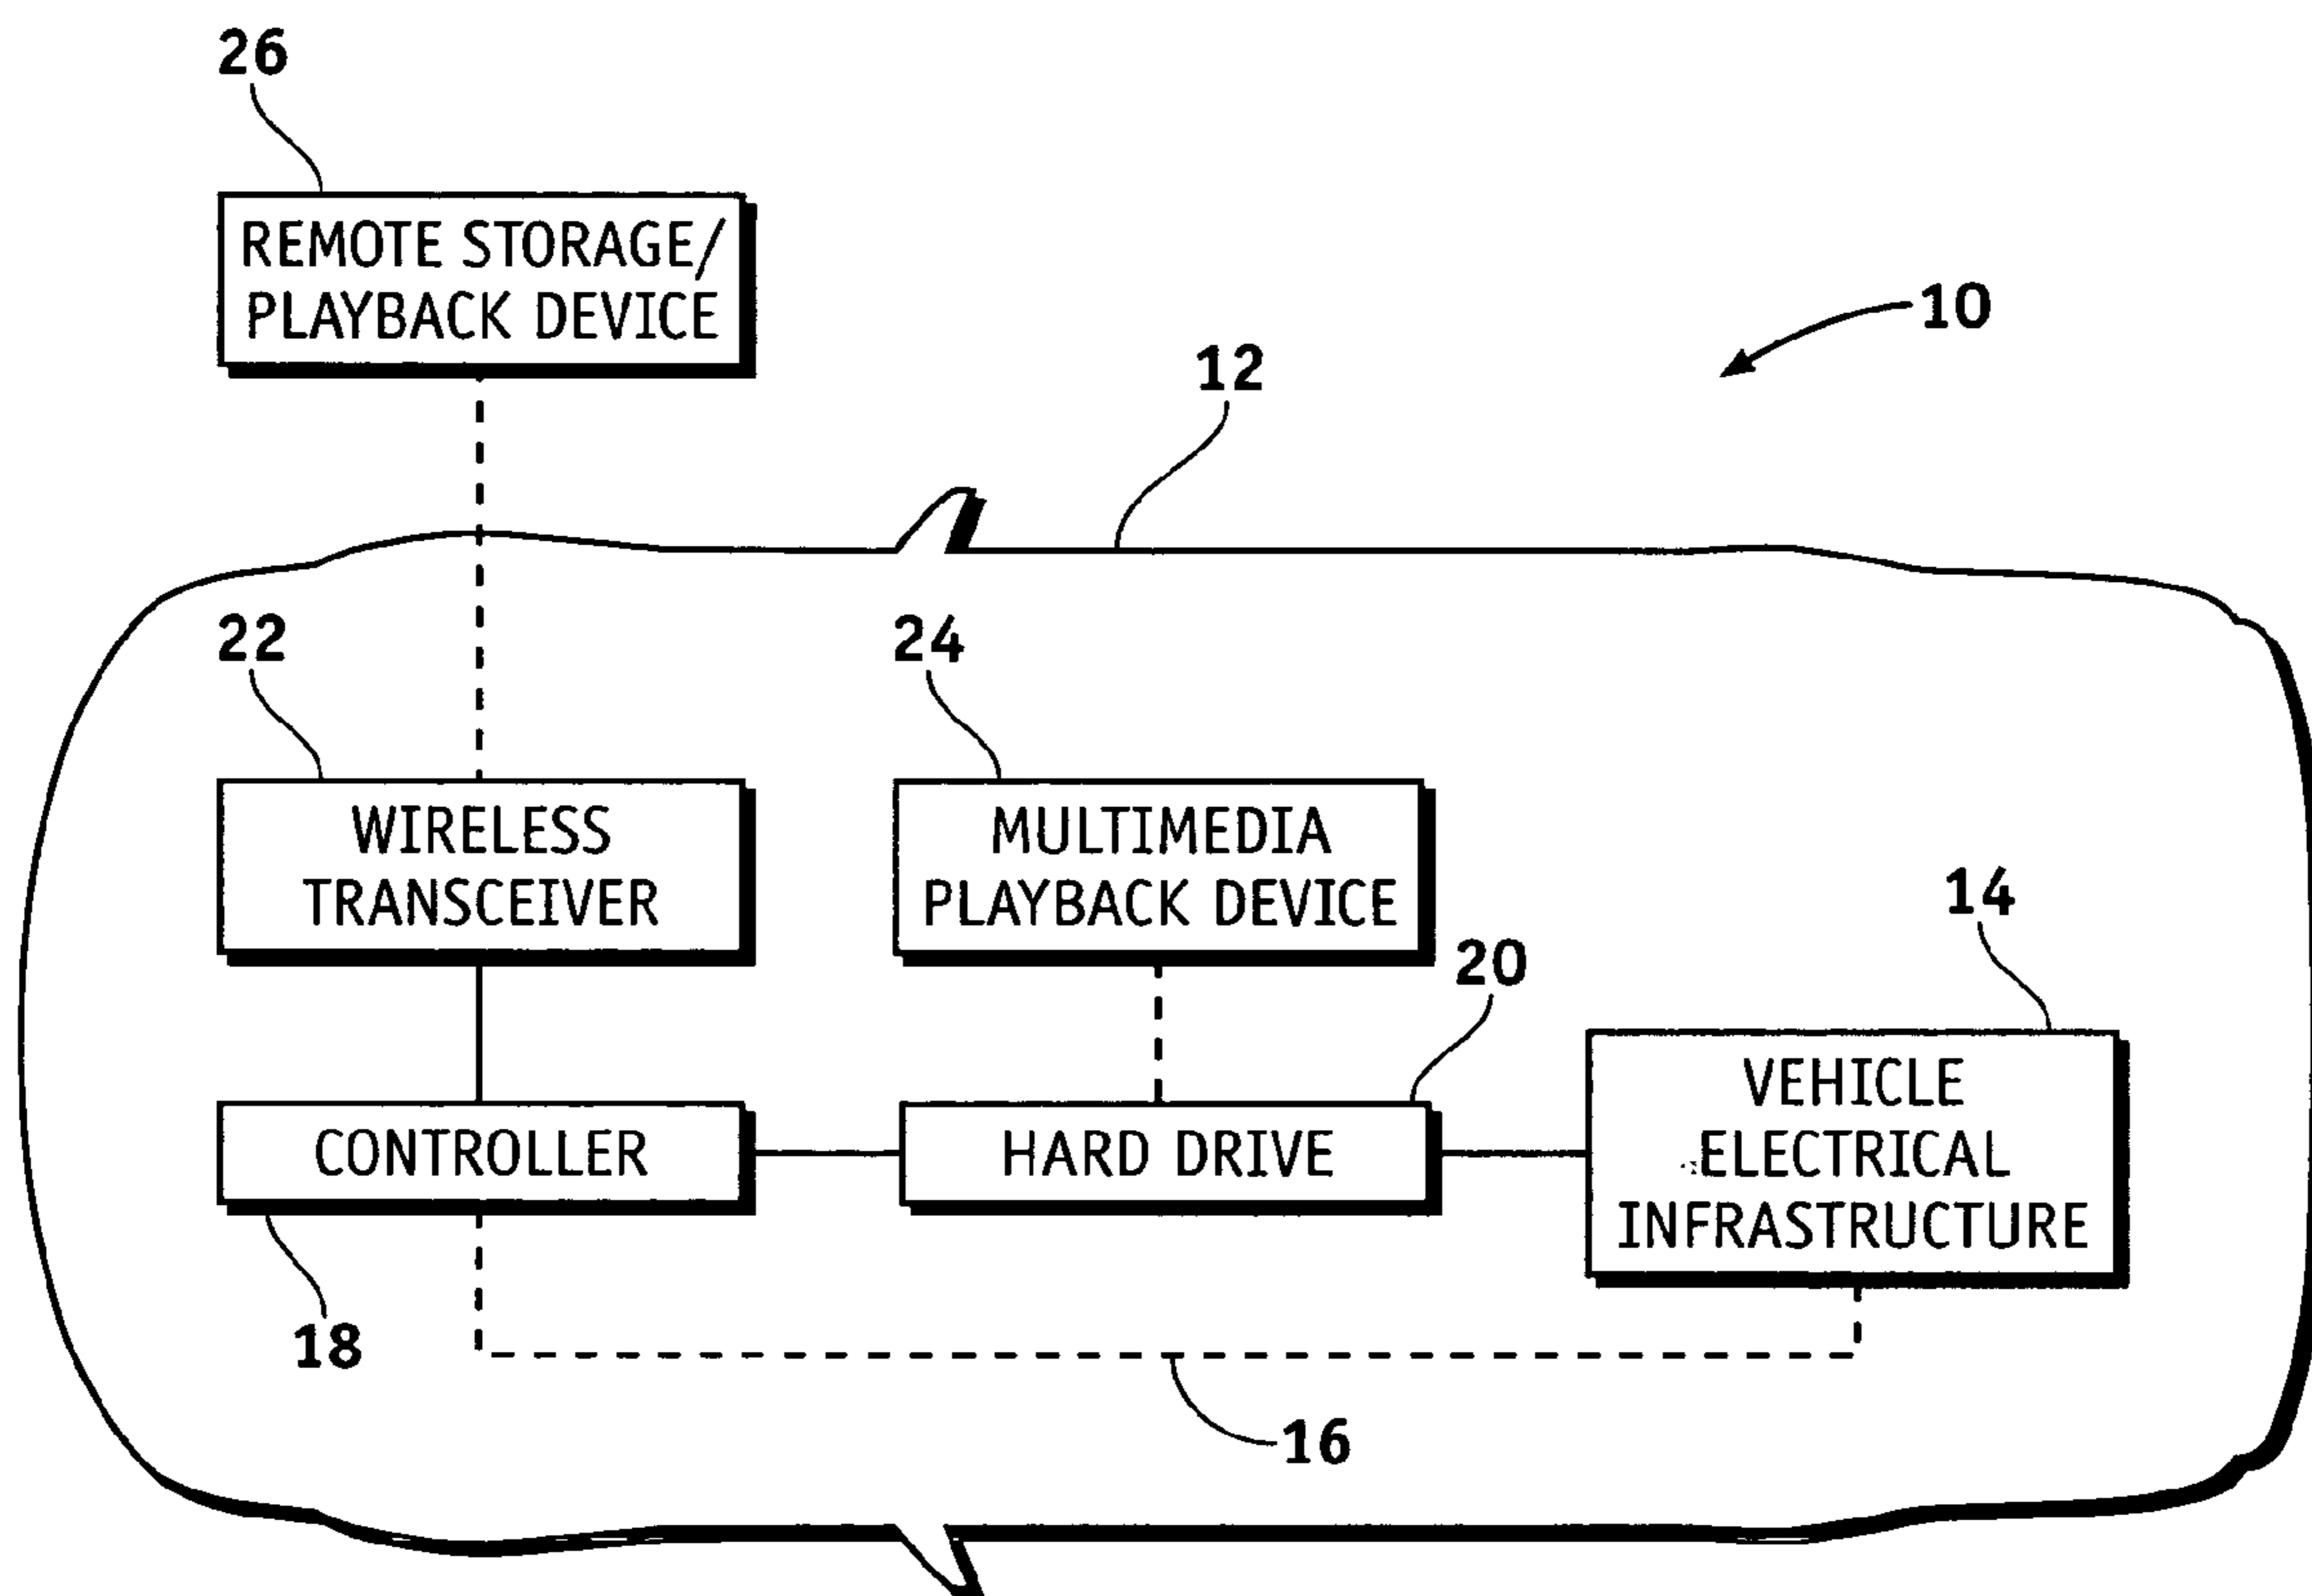 26
REMOTE STORAGE/
PLAYBACK DEVICE
10
12
22
24
WIRELESS
TRANSCEIVER
MULTIMEDIA
PLAYBACK DEVICE
14
20
VEHICLE
ELECTRICAL
INFRASTRUCTURE
CONTROLLER
HARD DRIVE
18
16